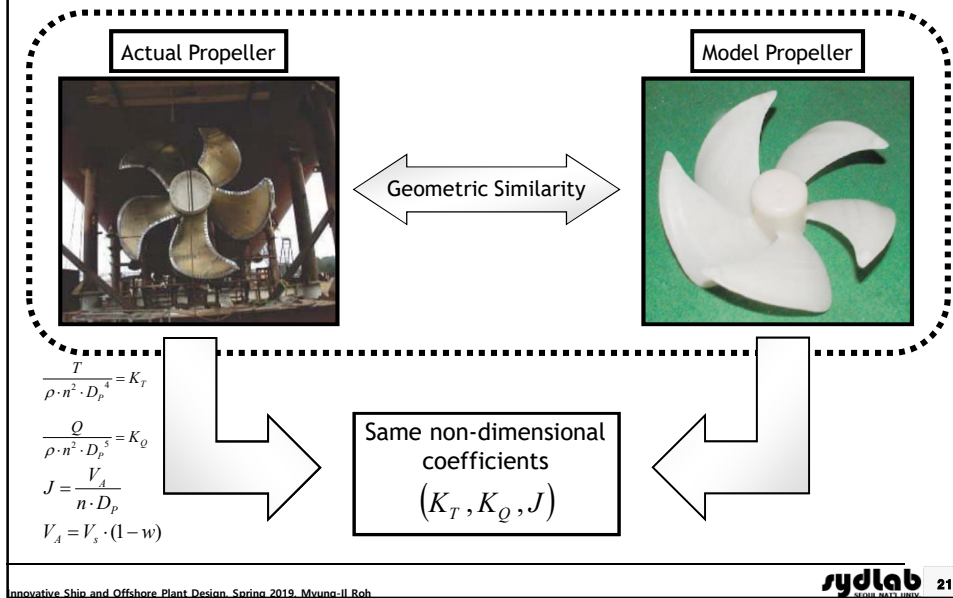 Actual Propeller
Model Propeller
Geometric Similarity
T / (ρ · n² · D_P⁴) = K_T
Q / (ρ · n² · D_P⁵) = K_Q
J = V_A / (n · D_P)
V_A = V_s · (1 − w)
Same non-dimensional
coefficients
(K_T , K_Q , J)
Innovative Ship and Offshore Plant Design, Spring 2019, Myung-Il Roh
sydlab
SEOUL NAT'L UNIV.
21